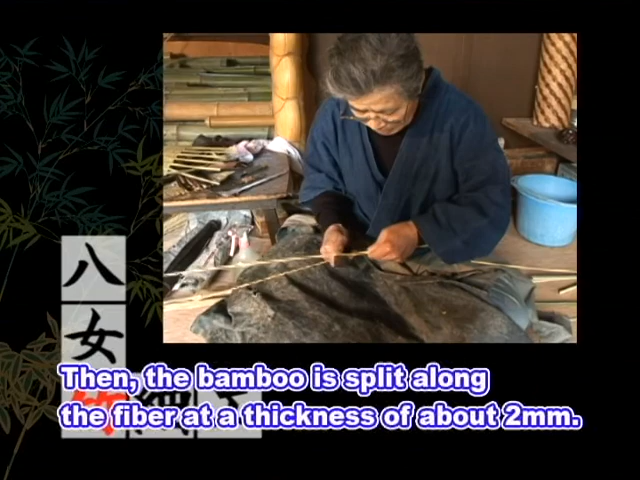 八
女
Then, the bamboo is split along
the fiber at a thickness of about 2mm.